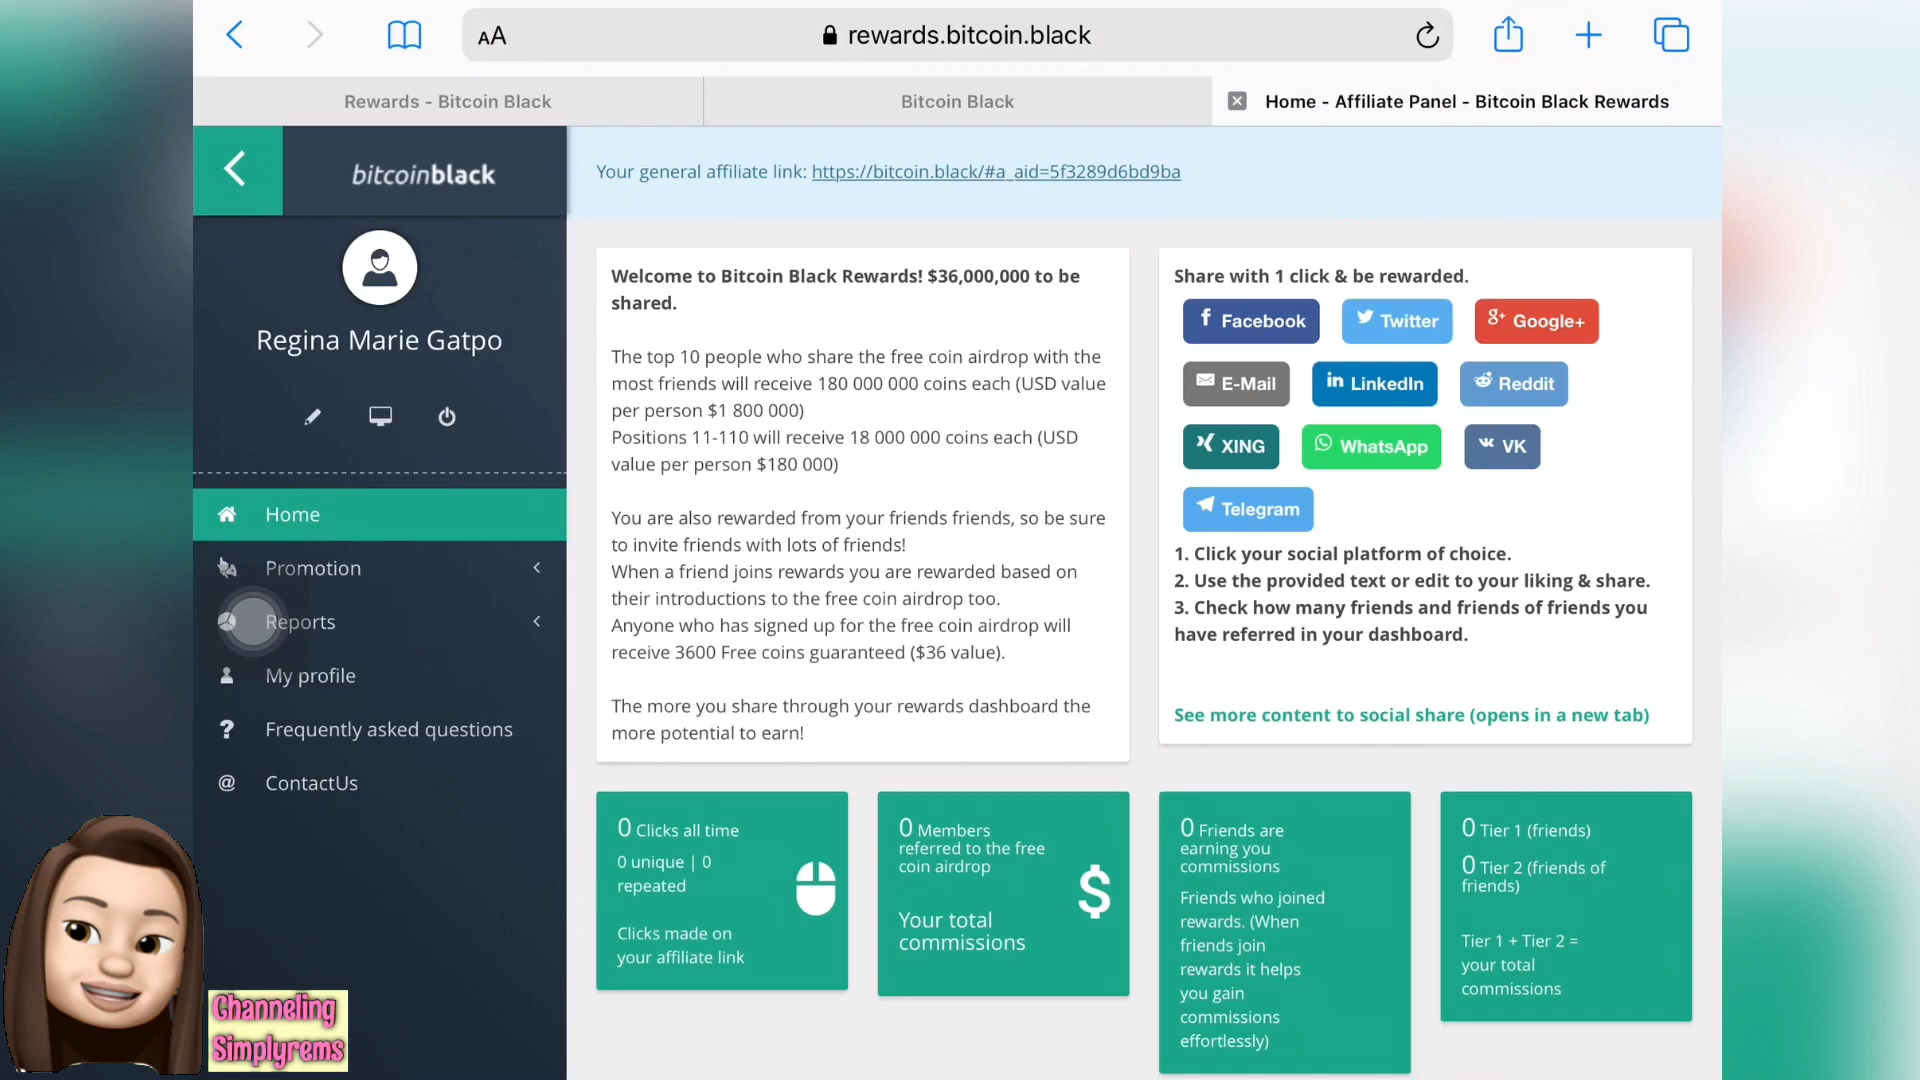 AA
rewards.bitcoin.black
Rewards - Bitcoin Black
Bitcoin Black
Home - Affiliate Panel - Bitcoin Black Rewards
bitcoinblack
Regina Marie Gatpo
Home
Promotion
Reports
My profile
Frequently asked questions
ContactUs
Your general affiliate link: https://bitcoin.black/#a_aid=5f3289d6bd9ba
Welcome to Bitcoin Black Rewards! $36,000,000 to be
shared.
The top 10 people who share the free coin airdrop with the
most friends will receive 180 000 000 coins each (USD value
per person $1 800 000)
Positions 11-110 will receive 18 000 000 coins each (USD
value per person $180 000)
You are also rewarded from your friends friends, so be sure
to invite friends with lots of friends!
When a friend joins rewards you are rewarded based on
their introductions to the free coin airdrop too.
Anyone who has signed up for the free coin airdrop will
receive 3600 Free coins guaranteed ($36 value).
The more you share through your rewards dashboard the
more potential to earn!
Share with 1 click & be rewarded.
Facebook
Twitter
Google+
E-Mail
LinkedIn
Reddit
XING
WhatsApp
VK
Telegram
1. Click your social platform of choice.
2. Use the provided text or edit to your liking & share.
3. Check how many friends and friends of friends you
have referred in your dashboard.
See more content to social share (opens in a new tab)
0 Clicks all time
0 unique | 0
repeated
Clicks made on
your affiliate link
0 Members
referred to the free
coin airdrop
Your total
commissions
0 Friends are
earning you
commissions
Friends who joined
rewards. (When
friends join
rewards it helps
you gain
commissions
effortlessly)
0 Tier 1 (friends)
0 Tier 2 (friends of
friends)
Tier 1 + Tier 2 =
your total
commissions
Channeling
Simplyrems